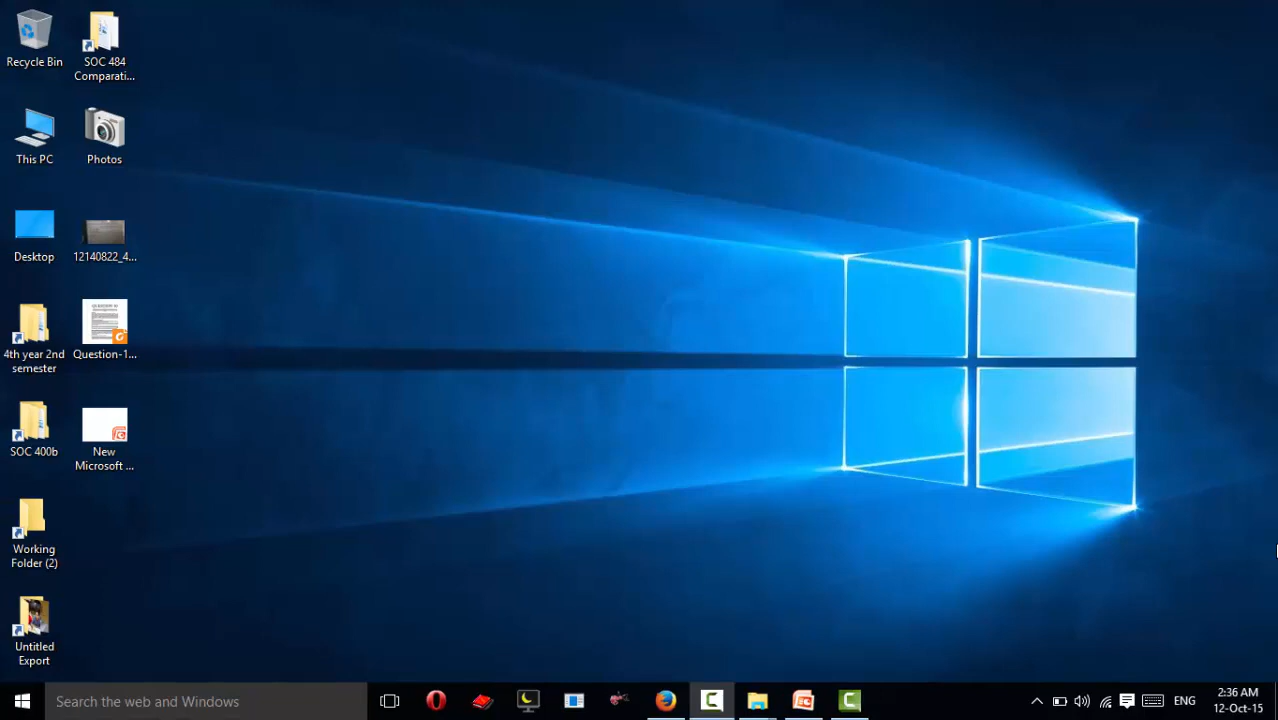 Recycle Bin
SOC 484
Comparati...
This PC
Photos
Desktop
12140822_4...
4th year 2nd
semester
Question-1...
SOC 400b
New
Microsoft ...
Working
Folder (2)
Untitled
Export
Search the web and Windows
ENG
2:36 AM
12-Oct-15